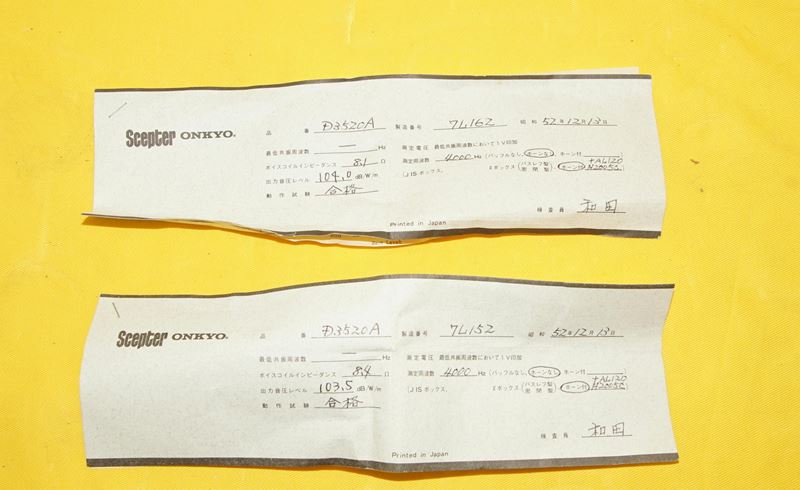 Scepter ONKYO®
品 番 D3520A 製造番号 7L162 昭和 52年12月13日
最低共振周波数 — Hz 測定電圧 最低共振周波数において1V印加
ボイスコイルインピーダンス 8.1 Ω 測定周波数 4000 Hz (バッフルなし, ホーンなし, ホーン付 +AL120
出力音圧レベル 104.0 dB/W/m JISボックス, ℓボックス (バスレフ型 密閉型) ホーン付
動作試験 合格
検査員 和田
Printed in Japan
Scepter ONKYO®
品 番 D3520A 製造番号 7L152 昭和 52年12月13日
最低共振周波数 — Hz 測定電圧 最低共振周波数において1V印加
ボイスコイルインピーダンス 8.4 Ω 測定周波数 4000 Hz (バッフルなし, ホーンなし, ホーン付 +AL120
出力音圧レベル 103.5 dB/W/m JISボックス, ℓボックス (バスレフ型 密閉型) ホーン付
動作試験 合格
検査員 和田
Printed in Japan